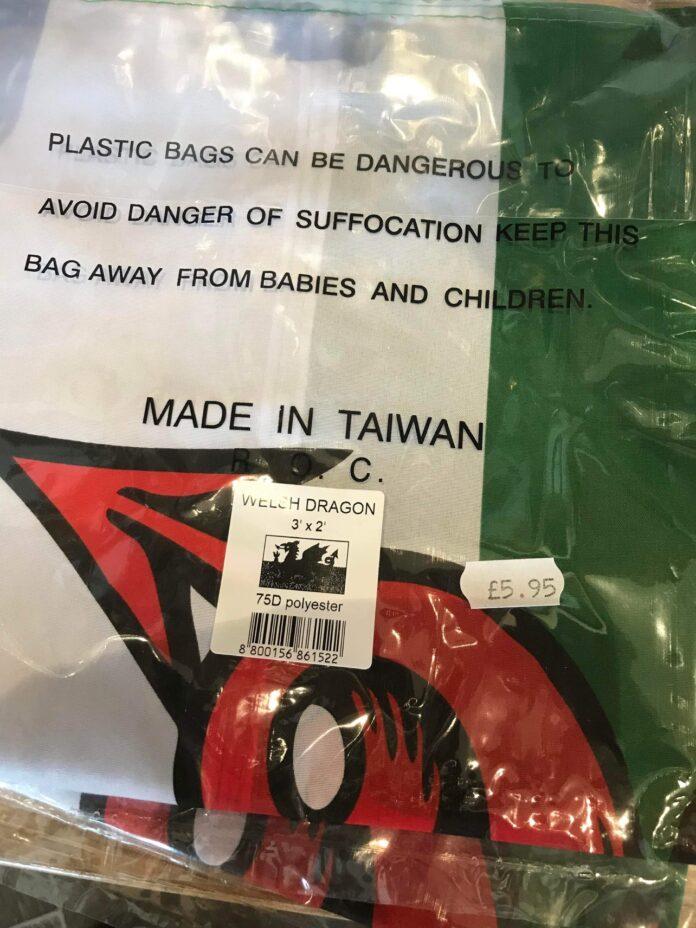 PLASTIC BAGS CAN BE DANGEROUS TO
AVOID DANGER OF SUFFOCATION KEEP THIS
BAG AWAY FROM BABIES AND CHILDREN.
MADE IN TAIWAN
R. O. C.
WELSH DRAGON
3' x 2'
75D polyester
8 800156 861522
£5.95